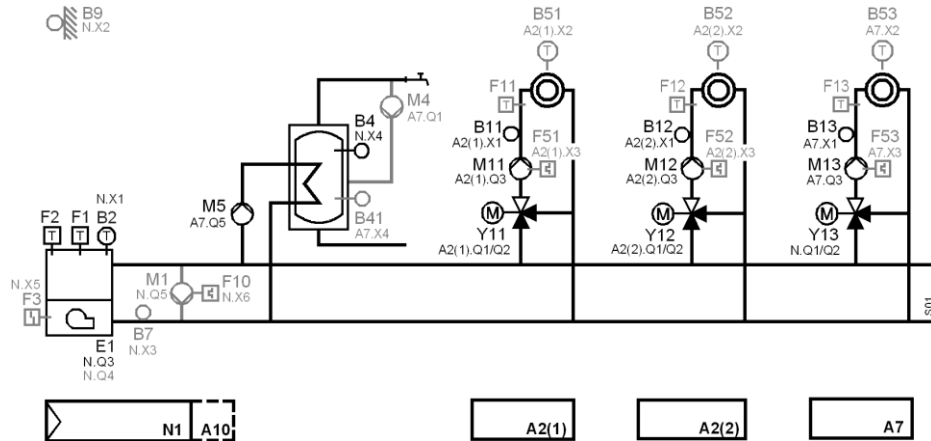 B9
N.X2
B51
A2(1).X2
T
B52
A2(2).X2
T
B53
A7.X2
T
F11
T
F12
T
F13
T
M4
A7.Q1
B4
N.X4
B11
A2(1).X1
F51
A2(1).X3
B12
A2(2).X1
F52
A2(2).X3
B13
A7.X1
F53
A7.X3
M11
A2(1).Q3
M12
A2(2).Q3
M13
A7.Q3
M5
A7.Q5
B41
A7.X4
M
Y11
A2(1).Q1/Q2
M
Y12
A2(2).Q1/Q2
M
Y13
N.Q1/Q2
N.X1
F2
F1
B2
T
T
T
M1
N.Q5
F10
N.X6
N.X5
F3
B7
N.X3
E1
N.Q3
N.Q4
S01
N1
A10
A2(1)
A2(2)
A7